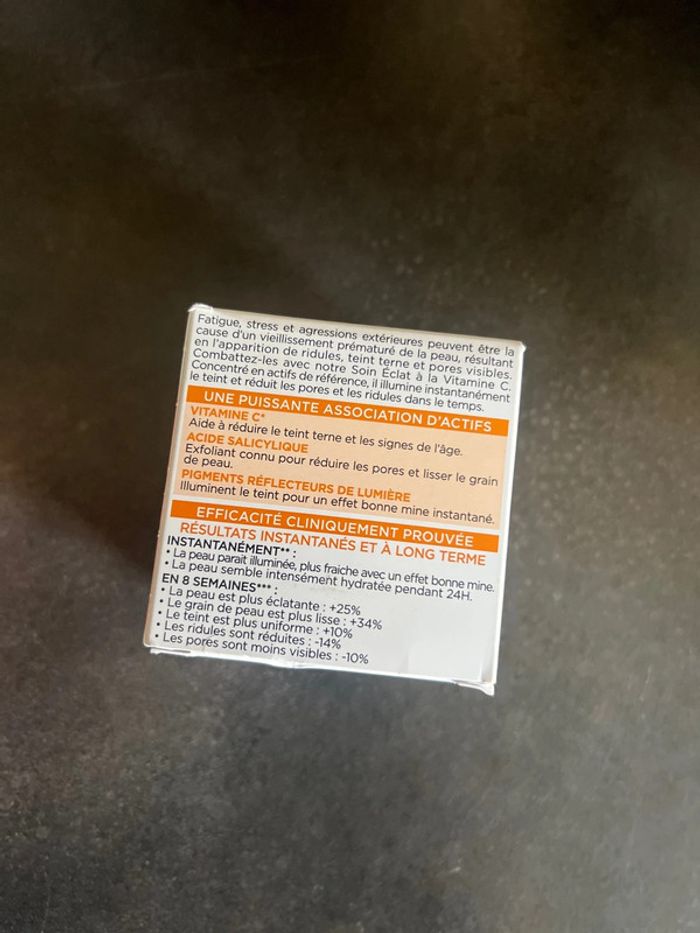 Fatigue, stress et agressions extérieures peuvent être la
cause d'un vieillissement prématuré de la peau, résultant
en l'apparition de ridules, teint terne et pores visibles.
Combattez-les avec notre Soin Éclat à la Vitamine C.
Concentré en actifs de référence, il illumine instantanément
le teint et réduit les pores et les ridules dans le temps.
UNE PUISSANTE ASSOCIATION D'ACTIFS
VITAMINE C*
Aide à réduire le teint terne et les signes de l'âge.
ACIDE SALICYLIQUE
Exfoliant connu pour réduire les pores et lisser le grain
de peau.
PIGMENTS RÉFLECTEURS DE LUMIÈRE
Illuminent le teint pour un effet bonne mine instantané.
EFFICACITÉ CLINIQUEMENT PROUVÉE
RÉSULTATS INSTANTANÉS ET À LONG TERME
INSTANTANÉMENT** :
• La peau parait illuminée, plus fraiche avec un effet bonne mine.
• La peau semble intensément hydratée pendant 24H.
EN 8 SEMAINES*** :
• La peau est plus éclatante : +25%
• Le grain de peau est plus lisse : +34%
• Le teint est plus uniforme : +10%
• Les ridules sont réduites : -14%
• Les pores sont moins visibles : -10%